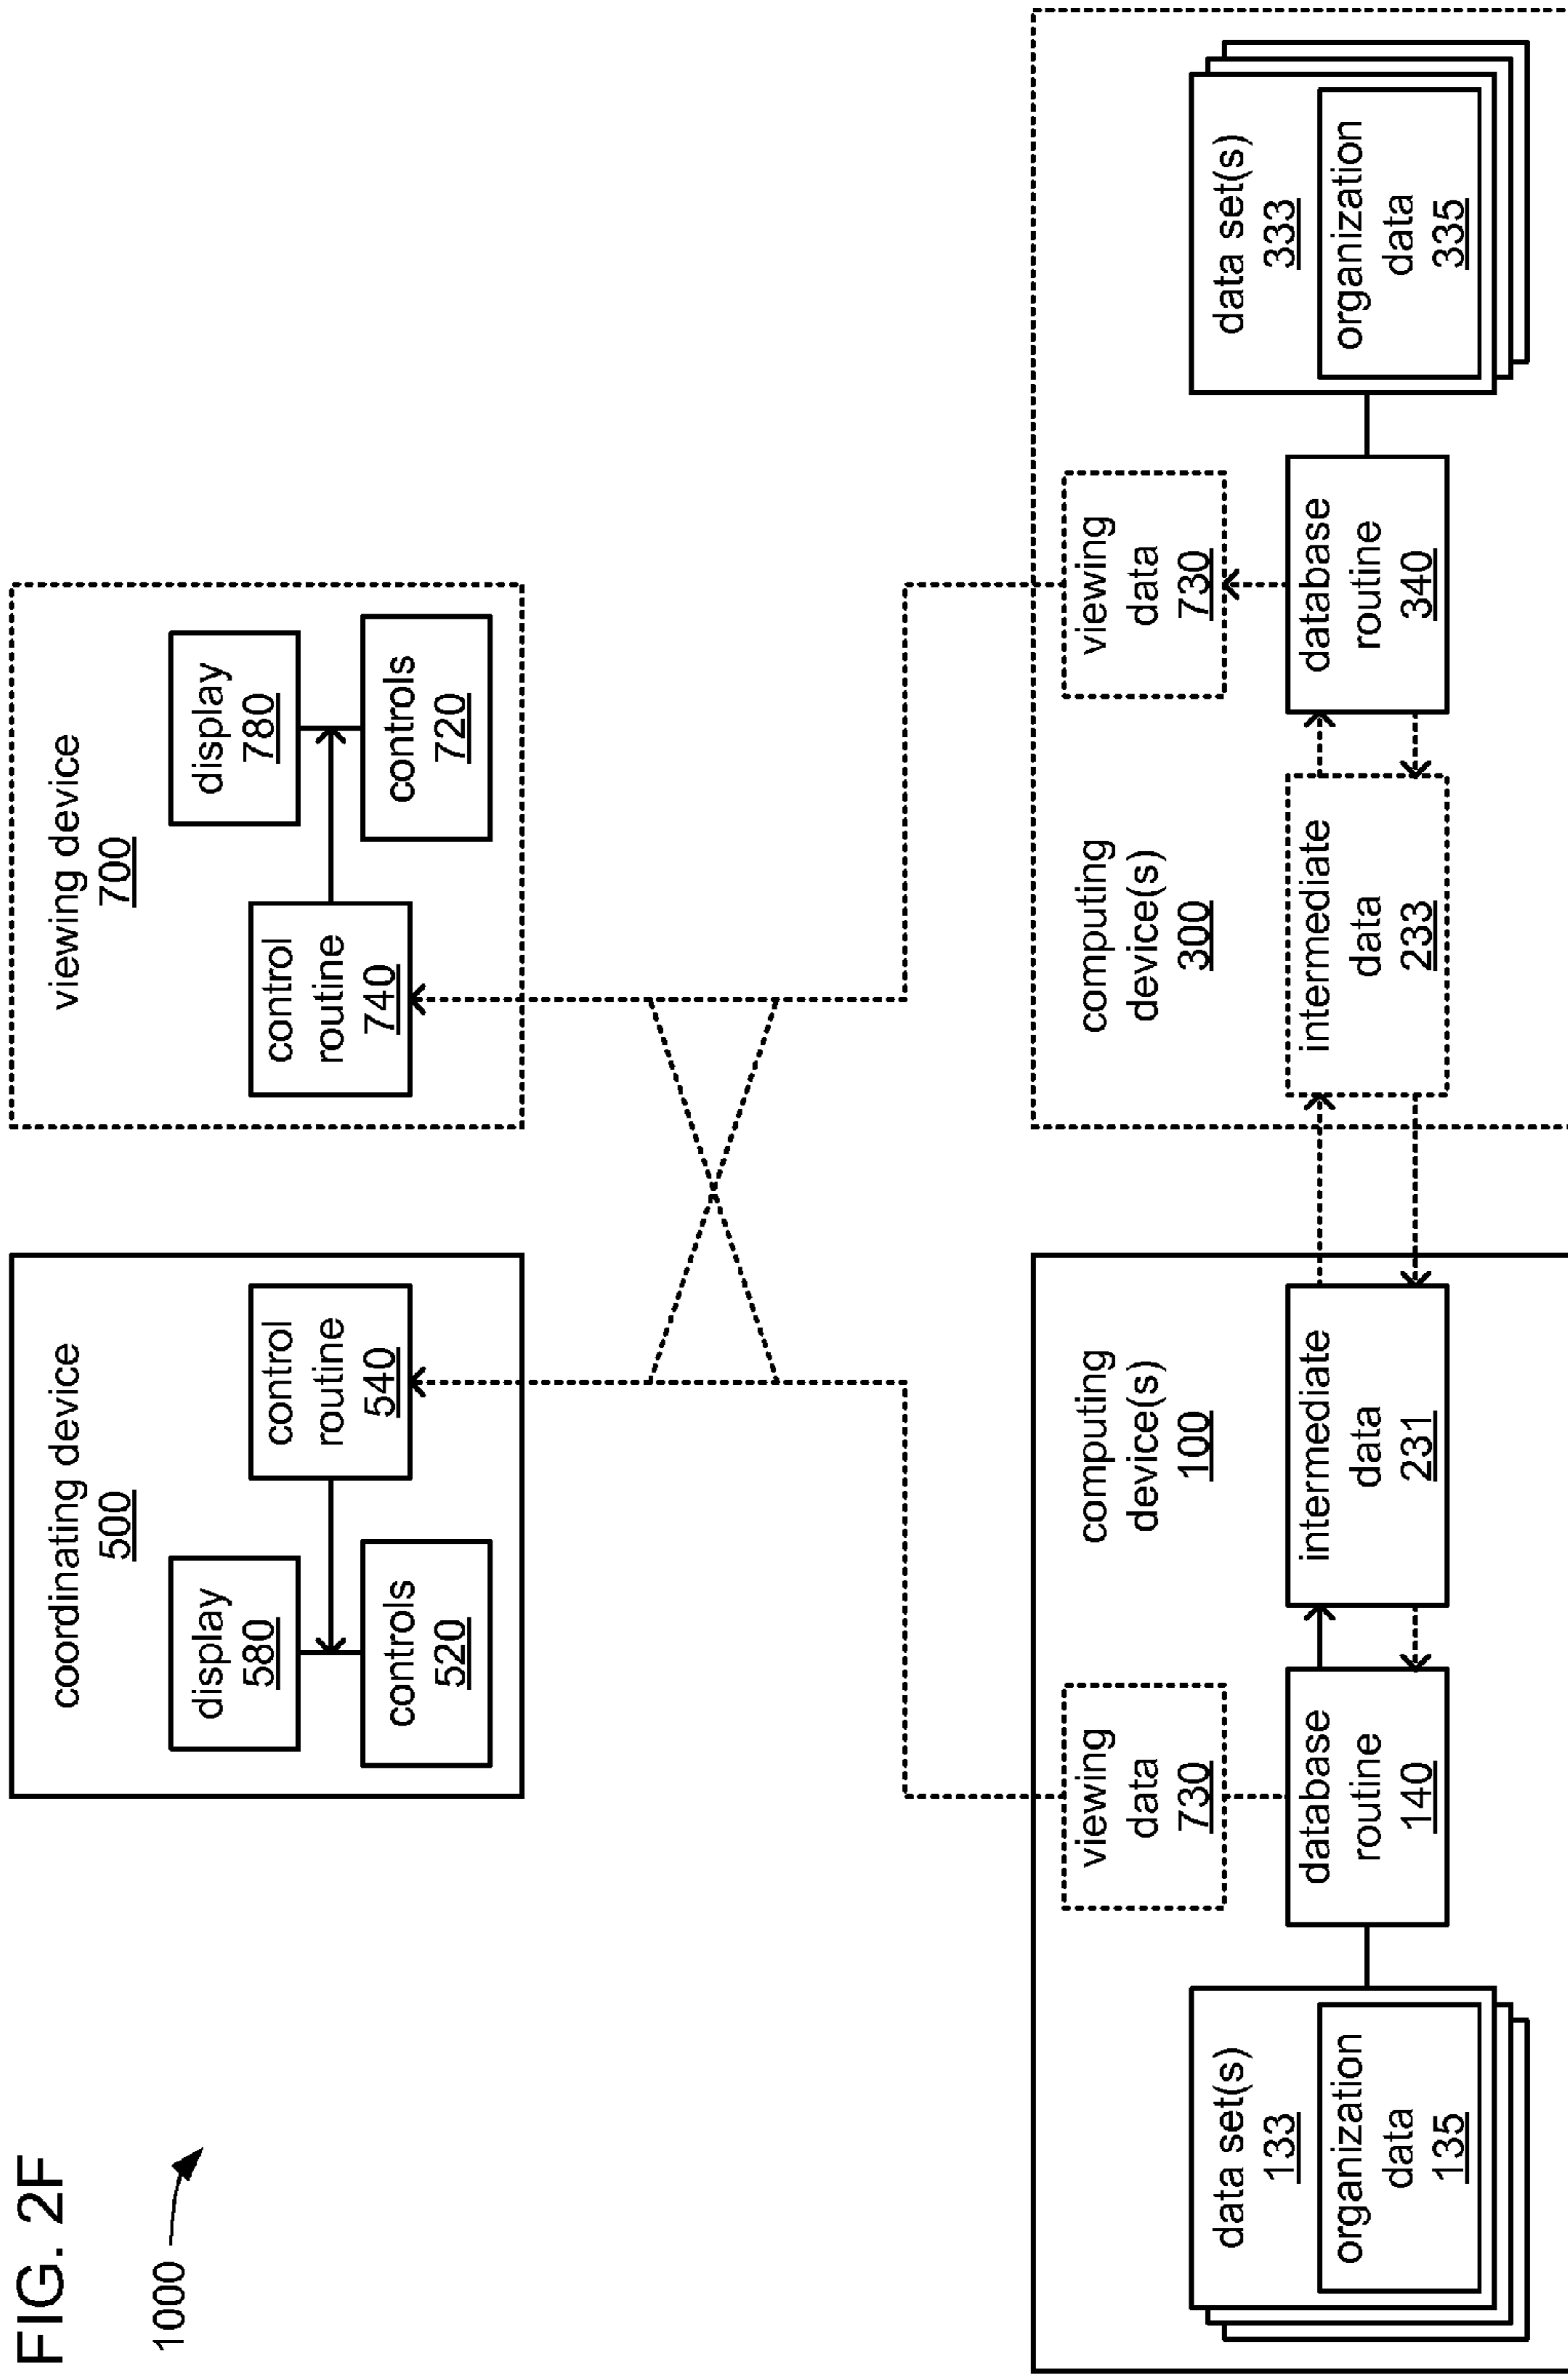 FIG. 2F
1000
coordinating device
500
display
580
controls
520
control
routine
540
viewing device
700
control
routine
740
display
780
controls
720
computing
device(s)
100
viewing
data
730
data set(s)
133
organization
data
135
database
routine
140
intermediate
data
231
computing
device(s)
300
viewing
data
730
intermediate
data
233
database
routine
340
data set(s)
333
organization
data
335